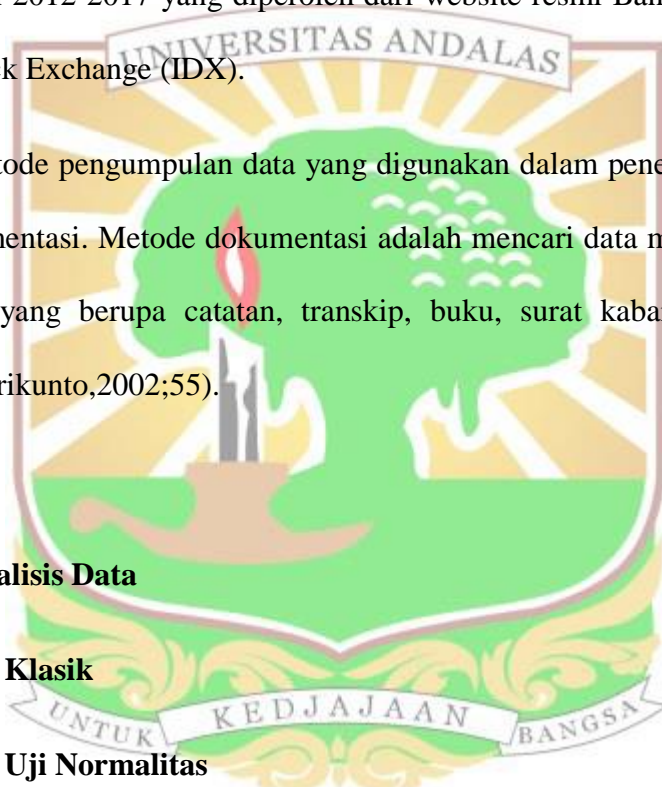 2012-2017 yang diperoleh dari website resmi Ban
UNIVERSITAS ANDALAS
k Exchange (IDX).
tode pengumpulan data yang digunakan dalam pene
nentasi. Metode dokumentasi adalah mencari data m
yang berupa catatan, transkip, buku, surat kabar
rikunto,2002;55).
alisis Data
Klasik
UNTUK KEDJAJAAN BANGSA
Uji Normalitas